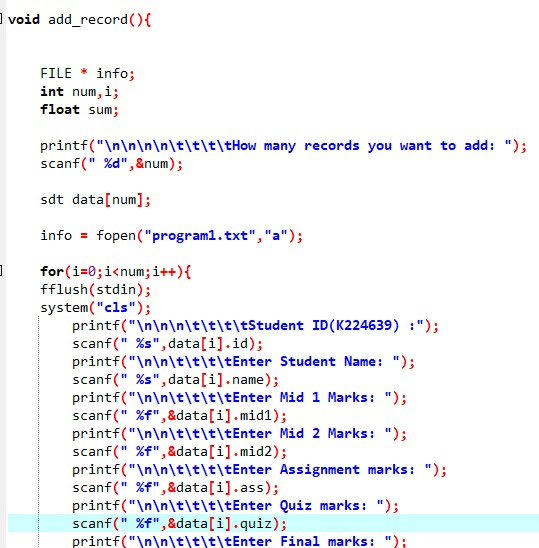 void add_record(){
FILE * info;
int num,i;
float sum;
printf("\n\n\n\n\t\t\t\tHow many records you want to add: ");
scanf(" %d",&num);
sdt data[num];
info = fopen("program1.txt","a");
for(i=0;i<num;i++){
fflush(stdin);
system("cls");
printf("\n\n\n\t\t\t\tStudent ID(K224639) :");
scanf(" %s",data[i].id);
printf("\n\n\t\t\t\tEnter Student Name: ");
scanf(" %s",data[i].name);
printf("\n\n\t\t\t\tEnter Mid 1 Marks: ");
scanf(" %f",&data[i].mid1);
printf("\n\n\t\t\t\tEnter Mid 2 Marks: ");
scanf(" %f",&data[i].mid2);
printf("\n\n\t\t\t\tEnter Assignment marks: ");
scanf(" %f",&data[i].ass);
printf("\n\n\t\t\t\tEnter Quiz marks: ");
scanf(" %f",&data[i].quiz);
printf("\n\n\t\t\t\tEnter Final marks: ");